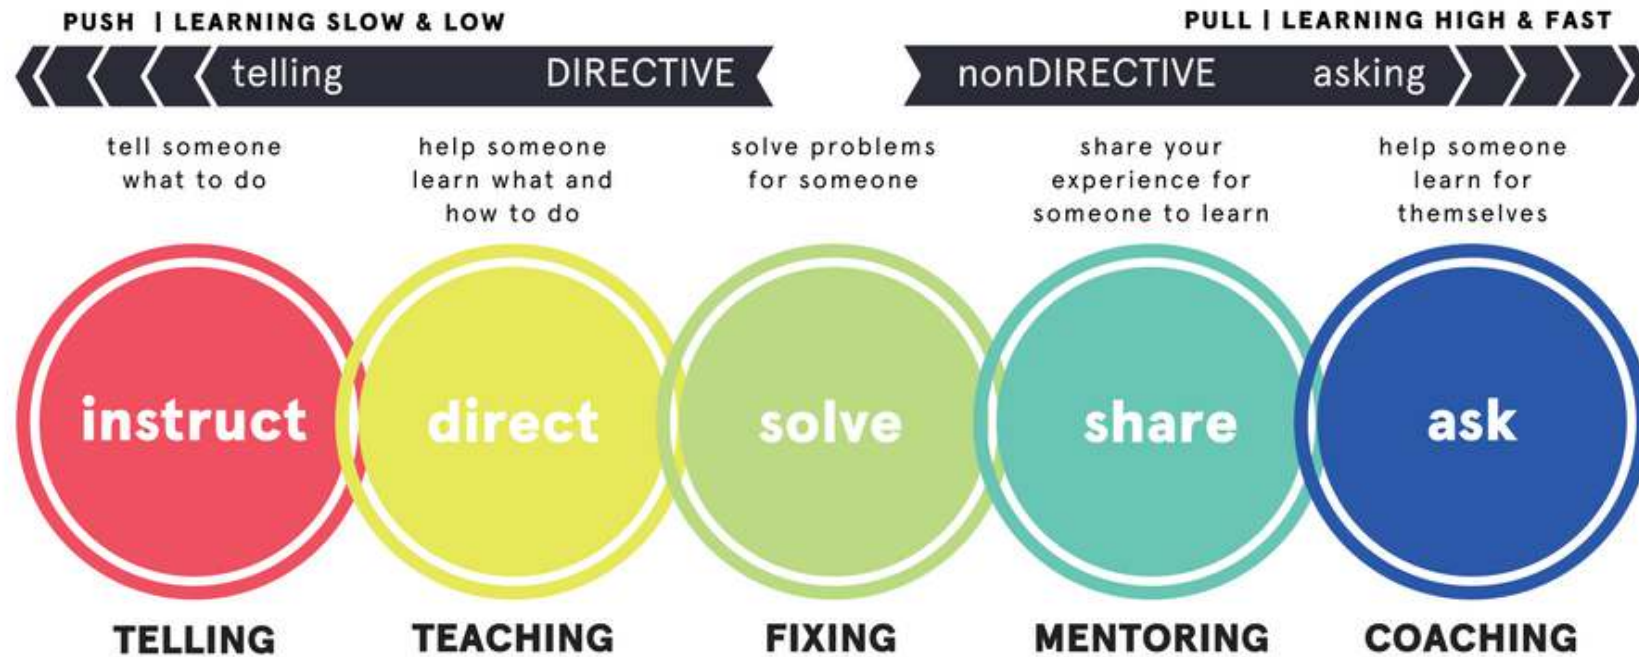 PUSH | LEARNING SLOW & LOW
PULL | LEARNING HIGH & FAST
telling DIRECTIVE
nonDIRECTIVE asking
tell someone
what to do
help someone
learn what and
how to do
solve problems
for someone
share your
experience for
someone to learn
help someone
learn for
themselves
instruct
direct
solve
share
ask
TELLING
TEACHING
FIXING
MENTORING
COACHING